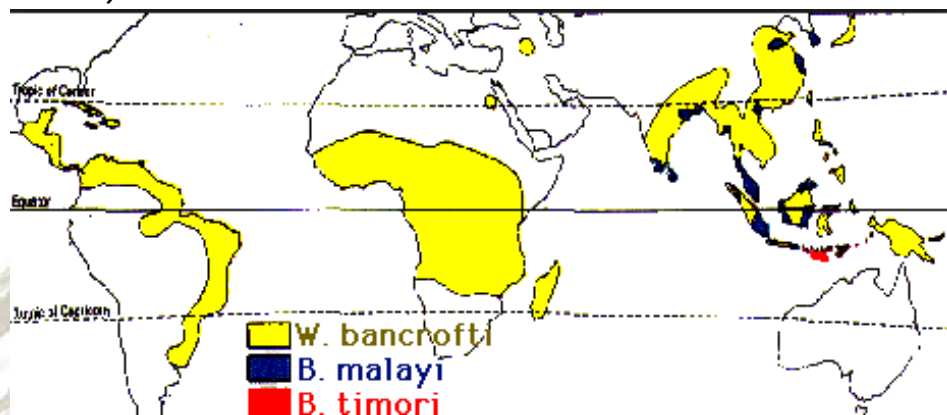 Tropic of Cancer
Equator
Tropic of Capricorn
W. bancrofti
B. malayi
B. timori